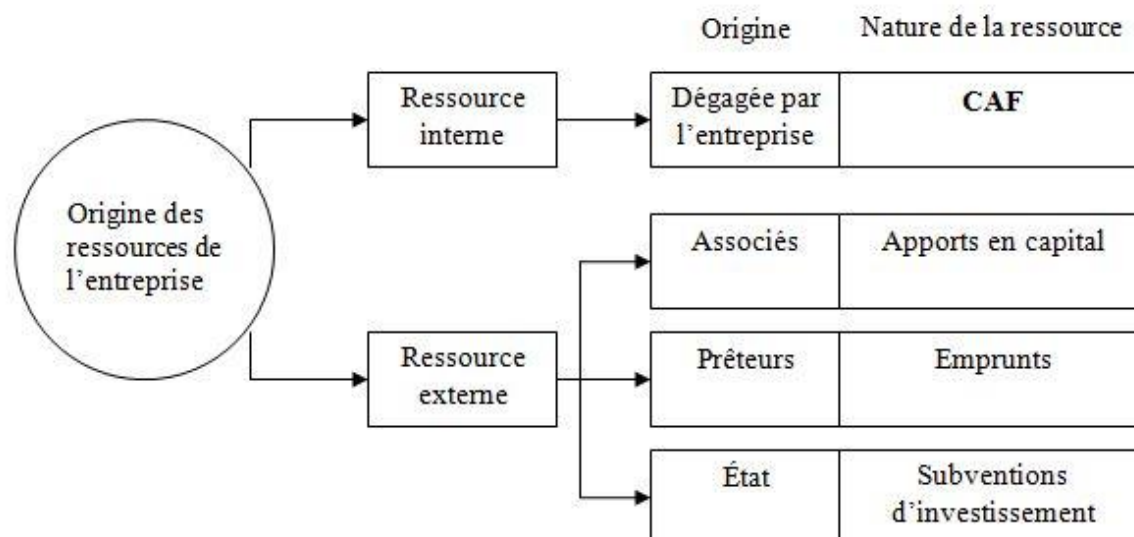 Origine
Nature de la ressource
Ressource
interne
Dégagée par
l'entreprise
CAF
Origine des
ressources de
l'entreprise
Associés
Apports en capital
Ressource
externe
Prêteurs
Emprunts
État
Subventions
d'investissement